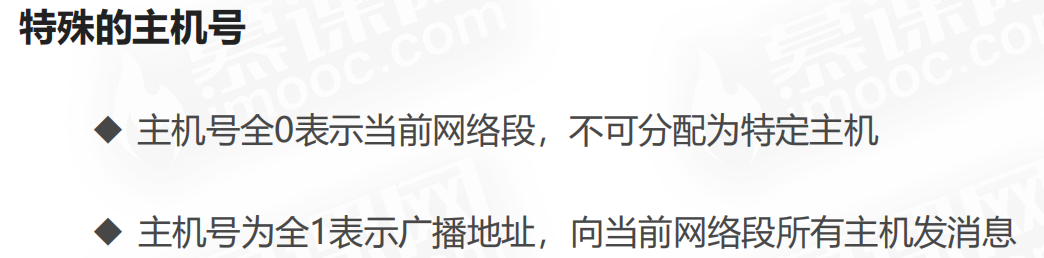 特殊的主机号
◆ 主机号全0表示当前网络段，不可分配为特定主机
◆ 主机号为全1表示广播地址，向当前网络段所有主机发消息
慕课网
imooc.com